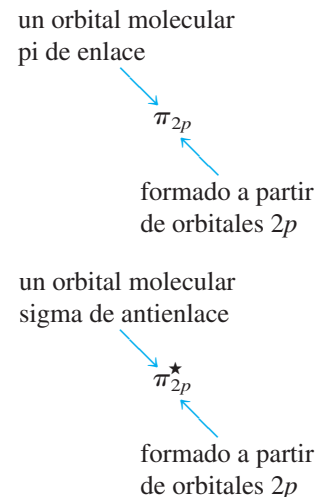 un orbital molecular
pi de enlace
π2p
formado a partir
de orbitales 2p
un orbital molecular
sigma de antienlace
π★2p
formado a partir
de orbitales 2p